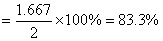 = 1.667/2 × 100% = 83.3%